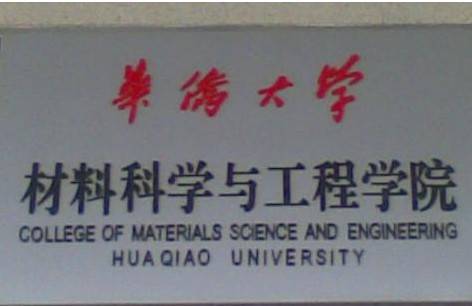 華僑大学
材料科学与工程学院
COLLEGE OF MATERIALS SCIENCE AND ENGINEERING
HUAQIAO UNIVERSITY